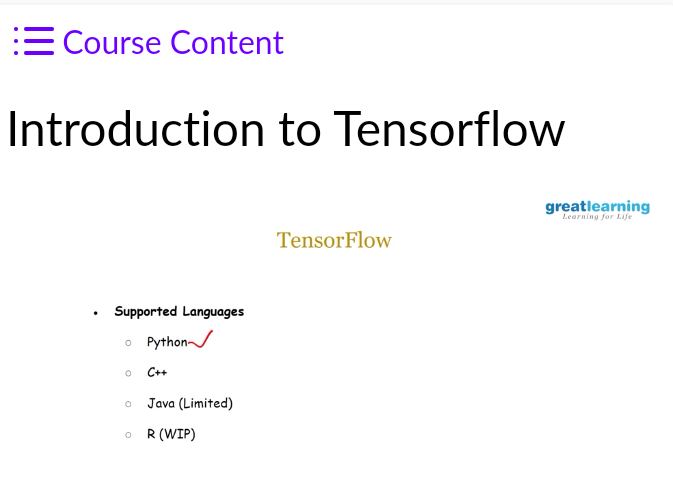 Course Content
Introduction to Tensorflow
greatlearning
Learning for Life
TensorFlow
Supported Languages
Python
C++
Java (Limited)
R (WIP)